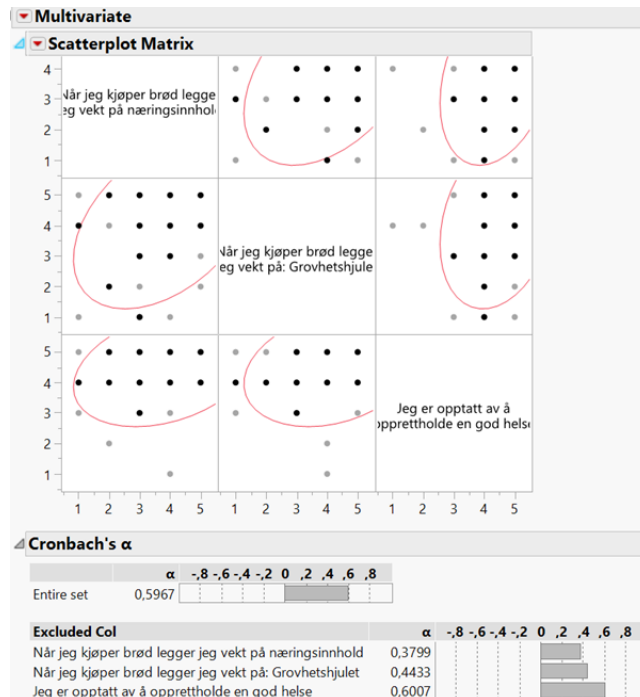 Multivariate
Scatterplot Matrix
4
3
2
1
Når jeg kjøper brød legge
eg vekt på næringsinnhol
5
4
3
2
1
Når jeg kjøper brød legge
eg vekt på: Grovhetshjule
5
4
3
2
1
Jeg er opptatt av å
opprettholde en god hels
1 2 3 4 5 1 2 3 4 5 1 2 3 4 5
Cronbach's α
α -,8 -,6 -,4 -,2 0 ,2 ,4 ,6 ,8
Entire set 0,5967
Excluded Col α -,8 -,6 -,4 -,2 0 ,2 ,4 ,6 ,8
Når jeg kjøper brød legger jeg vekt på næringsinnhold 0,3799
Når jeg kjøper brød legger jeg vekt på: Grovhetshjulet 0,4433
Jeg er opptatt av å opprettholde en god helse 0,6007